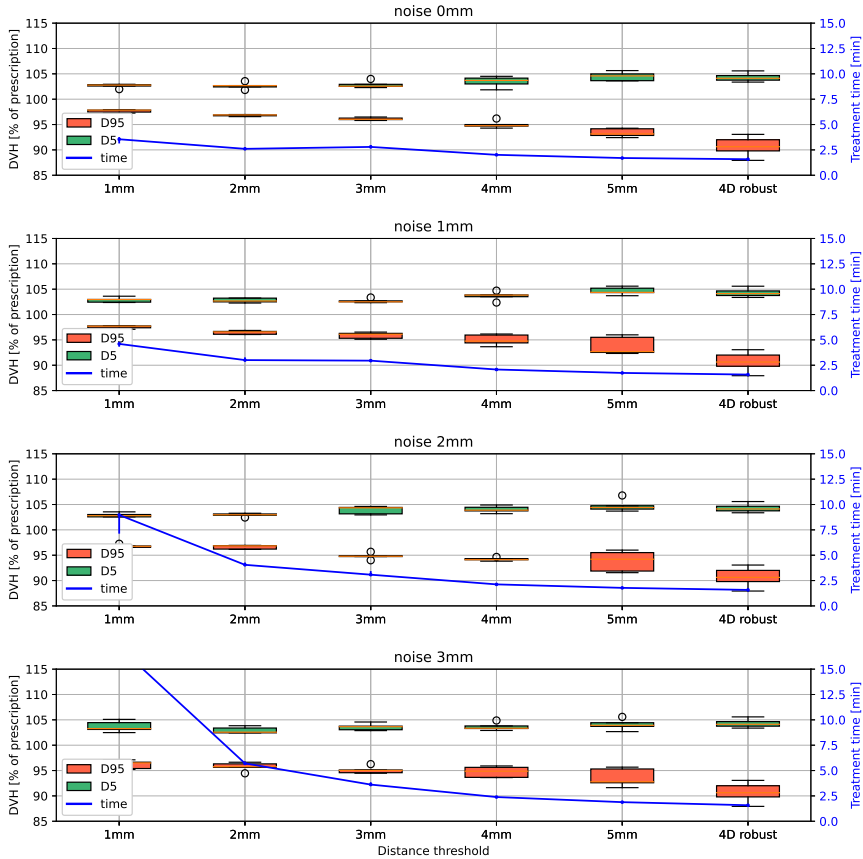 noise 0mm
115
110
105
100
95
90
85
DVH [% of prescription]
D95
D5
time
15.0
12.5
10.0
7.5
5.0
2.5
0.0
Treatment time [min]
1mm 2mm 3mm 4mm 5mm 4D robust
noise 1mm
115
110
105
100
95
90
85
DVH [% of prescription]
D95
D5
time
15.0
12.5
10.0
7.5
5.0
2.5
0.0
Treatment time [min]
1mm 2mm 3mm 4mm 5mm 4D robust
noise 2mm
115
110
105
100
95
90
85
DVH [% of prescription]
D95
D5
time
15.0
12.5
10.0
7.5
5.0
2.5
0.0
Treatment time [min]
1mm 2mm 3mm 4mm 5mm 4D robust
noise 3mm
115
110
105
100
95
90
85
DVH [% of prescription]
D95
D5
time
15.0
12.5
10.0
7.5
5.0
2.5
0.0
Treatment time [min]
1mm 2mm 3mm 4mm 5mm 4D robust
Distance threshold